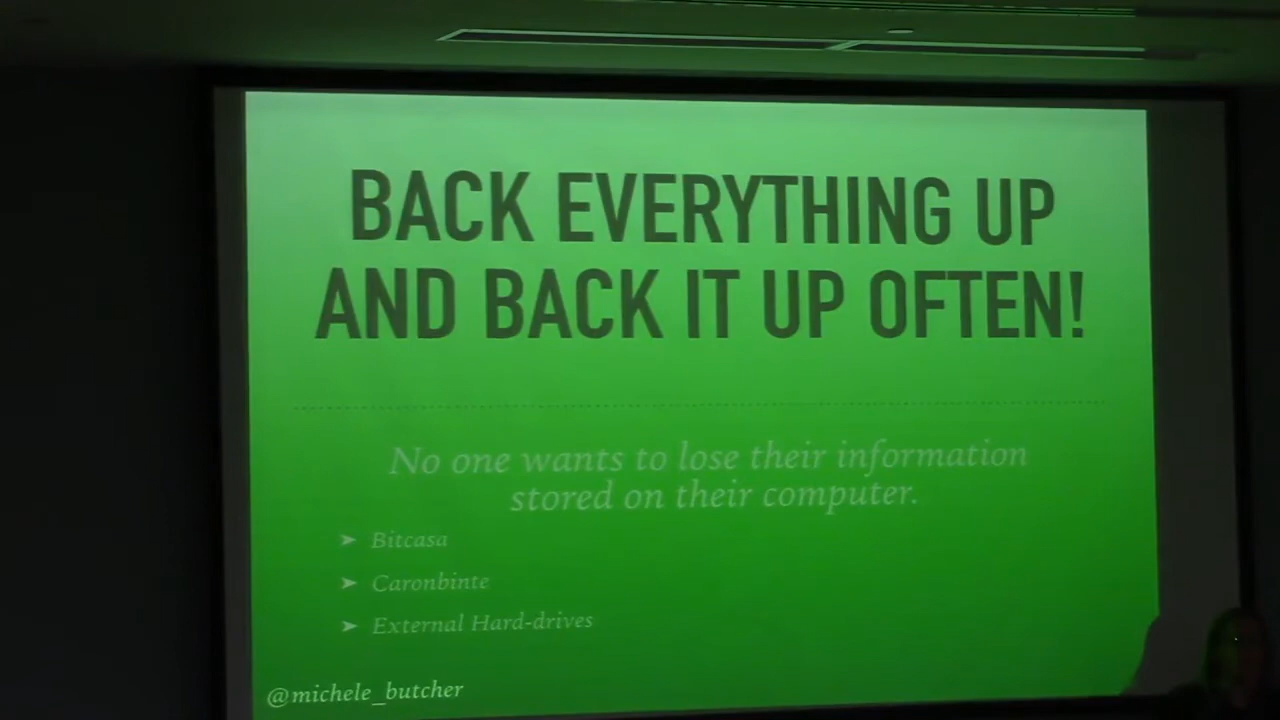 BACK EVERYTHING UP
AND BACK IT UP OFTEN!
No one wants to lose their information
stored on their computer.
➤ Bitcasa
➤ Caronbinte
➤ External Hard-drives
@michele_butcher